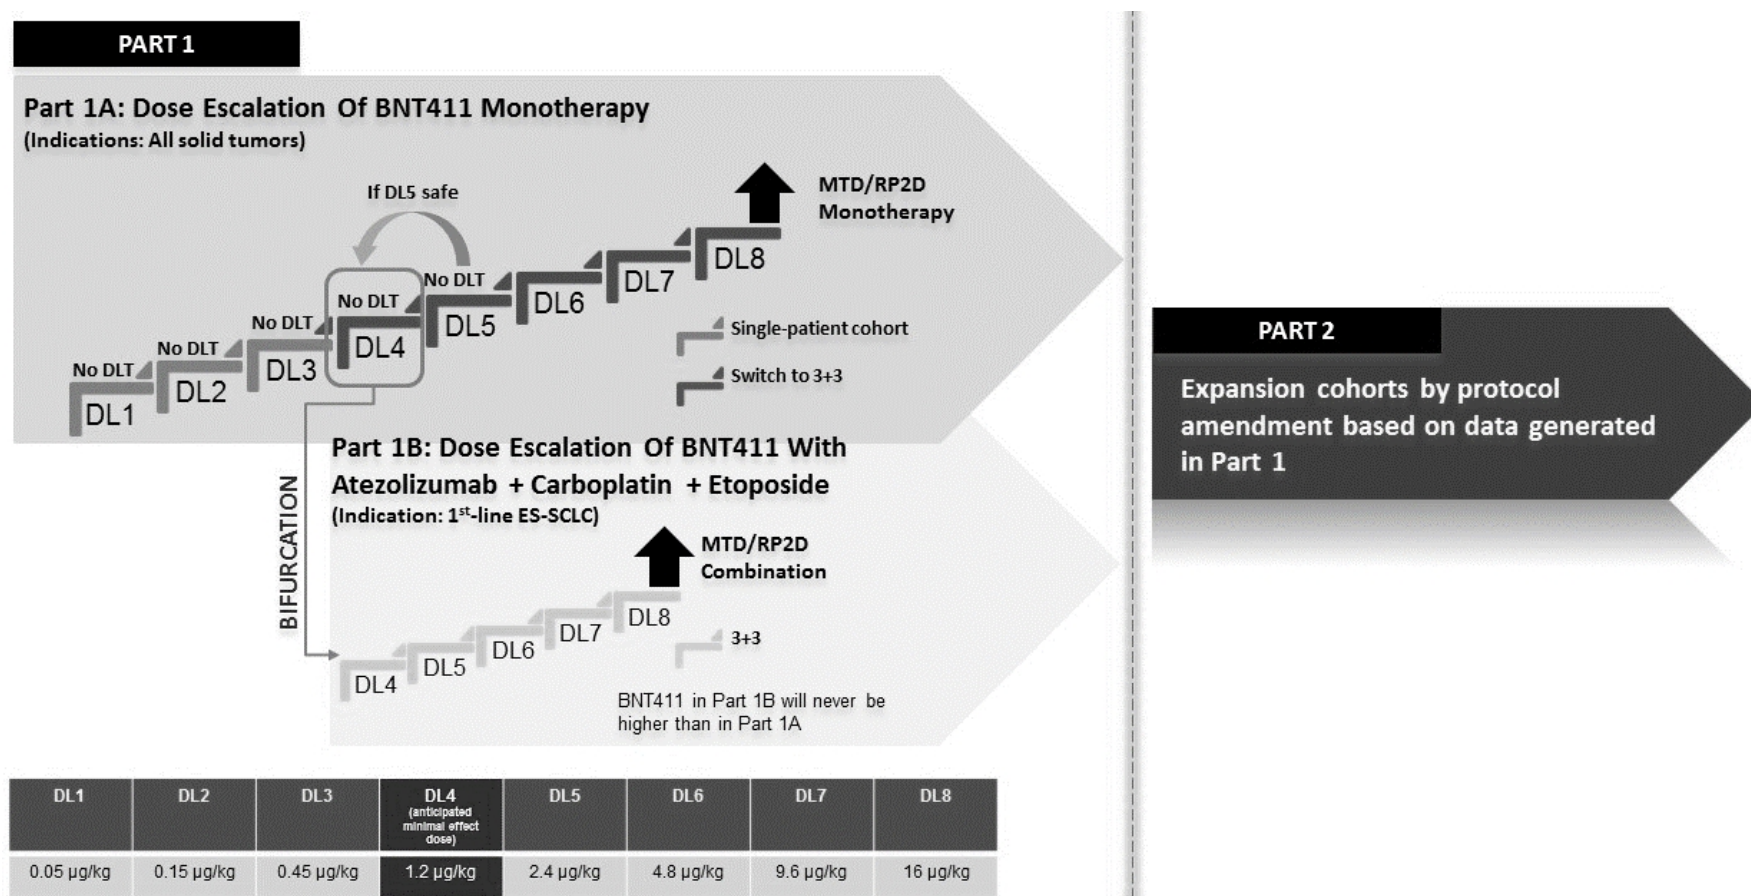 PART 1
Part 1A: Dose Escalation Of BNT411 Monotherapy
(Indications: All solid tumors)
If DL5 safe
MTD/RP2D
Monotherapy
No DLT
No DLT
No DLT
No DLT
No DLT
DL1
DL2
DL3
DL4
DL5
DL6
DL7
DL8
Single-patient cohort
Switch to 3+3
BIFURCATION
Part 1B: Dose Escalation Of BNT411 With
Atezolizumab + Carboplatin + Etoposide
(Indication: 1st-line ES-SCLC)
MTD/RP2D
Combination
DL4
DL5
DL6
DL7
DL8
3+3
BNT411 in Part 1B will never be
higher than in Part 1A
PART 2
Expansion cohorts by protocol
amendment based on data generated
in Part 1
DL1 DL2 DL3 DL4 DL5 DL6 DL7 DL8
(anticipated
minimal effect
dose)
0.05 µg/kg 0.15 µg/kg 0.45 µg/kg 1.2 µg/kg 2.4 µg/kg 4.8 µg/kg 9.6 µg/kg 16 µg/kg